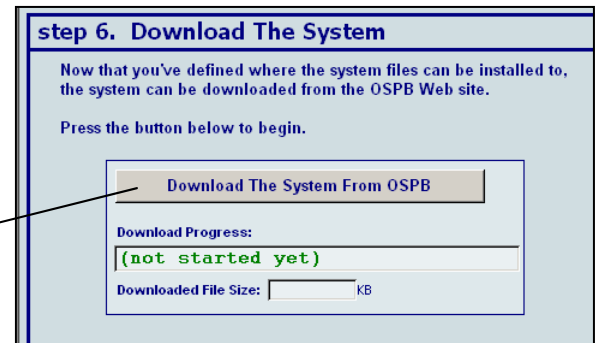 step 6. Download The System
Now that you've defined where the system files can be installed to,
the system can be downloaded from the OSPB Web site.
Press the button below to begin.
Download The System From OSPB
Download Progress:
(not started yet)
Downloaded File Size: KB